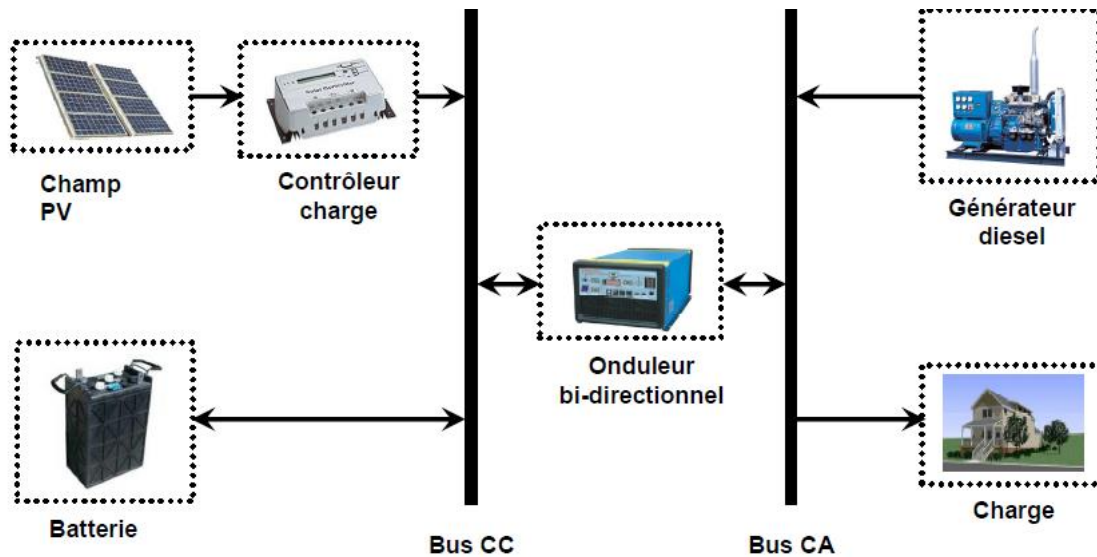 Champ
PV
Contrôleur
charge
Générateur
diesel
Onduleur
bi-directionnel
Batterie
Charge
Bus CC
Bus CA